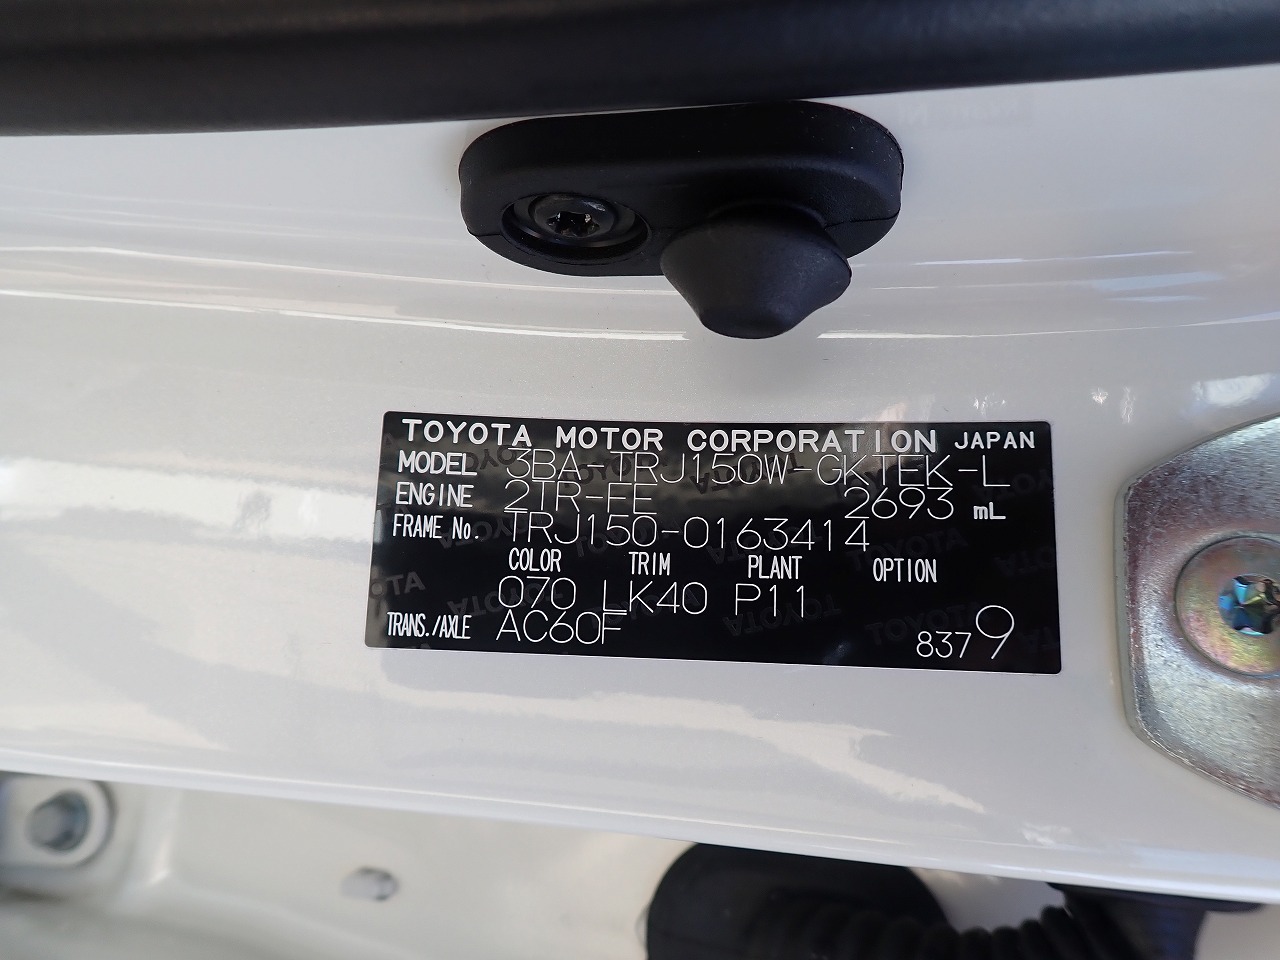 TOYOTA MOTOR CORPORATION JAPAN
MODEL 3BA-TRJ150W-GKTEK-L
ENGINE 2TR-FE 2693 mL
FRAME No. TRJ150-0163414
COLOR TRIM PLANT OPTION
070 LK40 P11
TRANS./AXLE AC60F
8379